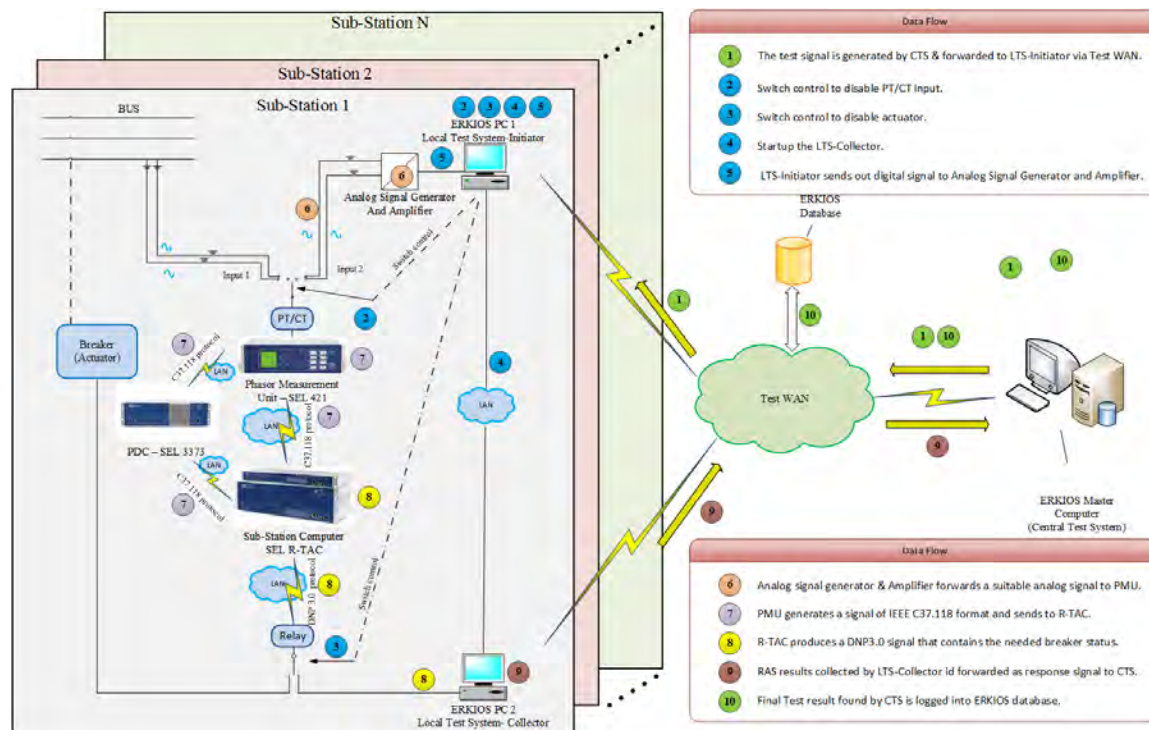 Sub-Station N
Sub-Station 2
Sub-Station 1
BUS
2 3 4 5
ERKIOS PC 1
Local Test System-Initiator
5
6
Analog Signal Generator
And Amplifier
6
Switch control
Input 1
Input 2
2
PT/CT
Breaker
(Actuator)
7
C37.118 protocol
LAN
7
Phasor Measurement
Unit – SEL 421
4
LAN
7
LAN
C37.118 protocol
PDC – SEL 3373
LAN
7
C37.118 protocol
8
Sub-Station Computer
SEL R-TAC
LAN
8
DNP 3.0 protocol
Switch control
Relay
3
8
9
ERKIOS PC 2
Local Test System- Collector
Data Flow
1 The test signal is generated by CTS & forwarded to LTS-Initiator via Test WAN.
2 Switch control to disable PT/CT Input.
3 Switch control to disable actuator.
4 Startup the LTS-Collector.
5 LTS-Initiator sends out digital signal to Analog Signal Generator and Amplifier.
ERKIOS
Database
1
10
1
10
1 10
Test WAN
9
9
ERKIOS Master
Computer
(Central Test System)
Data Flow
6 Analog signal generator & Amplifier forwards a suitable analog signal to PMU.
7 PMU generates a signal of IEEE C37.118 format and sends to R-TAC.
8 R-TAC produces a DNP3.0 signal that contains the needed breaker status.
9 RAS results collected by LTS-Collector id forwarded as response signal to CTS.
10 Final Test result found by CTS is logged into ERKIOS database.